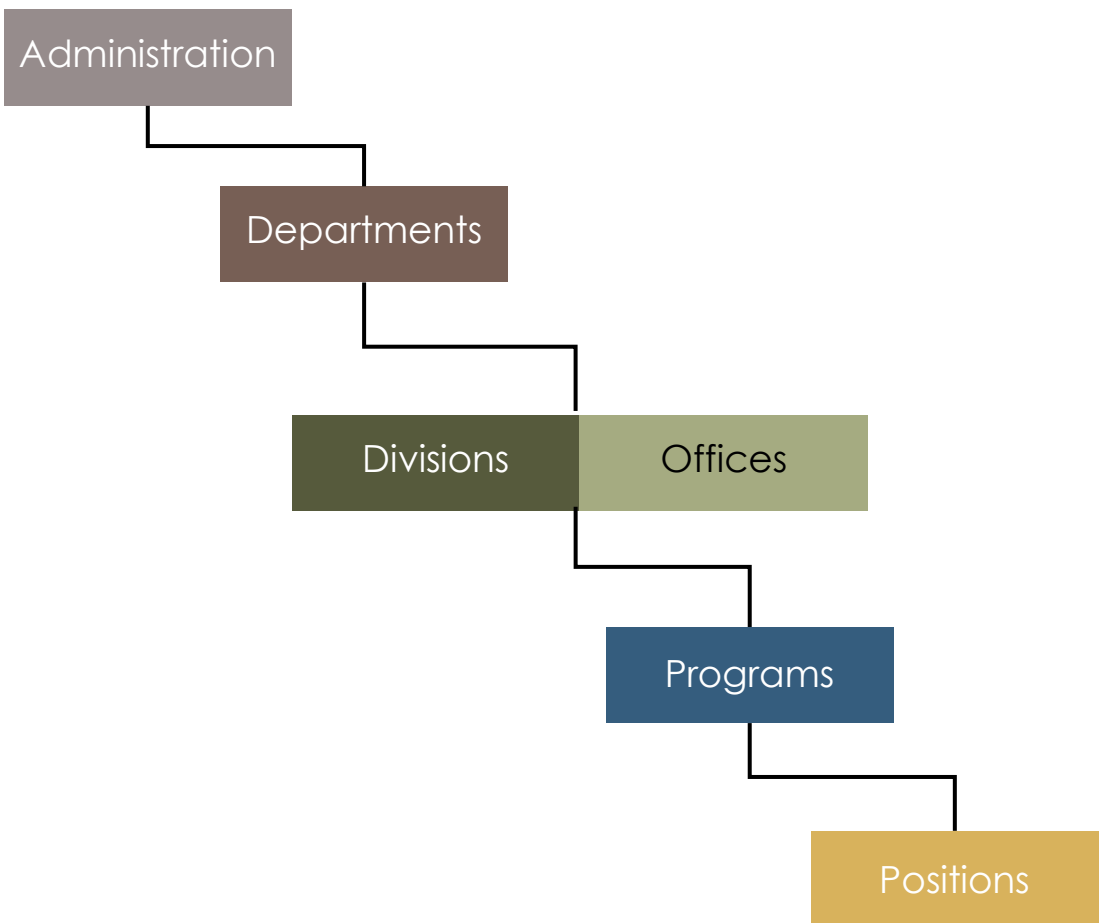 Administration
Departments
Divisions Offices
Programs
Positions